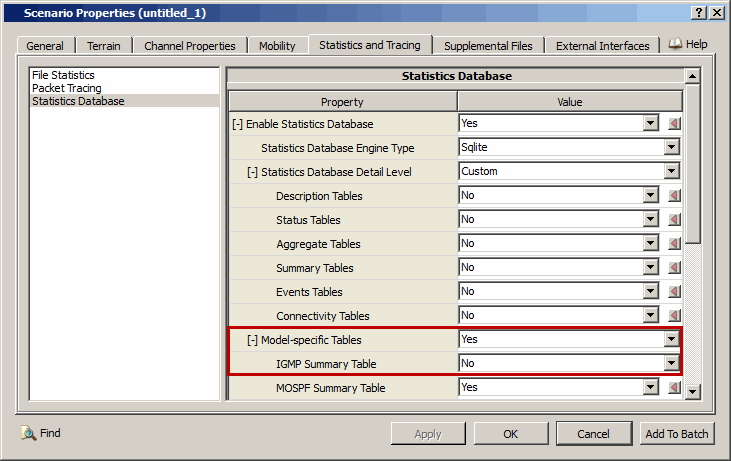 Scenario Properties (untitled_1)
General Terrain Channel Properties Mobility Statistics and Tracing Supplemental Files External Interfaces Help
File Statistics
Packet Tracing
Statistics Database
Statistics Database
Property Value
[-] Enable Statistics Database Yes
Statistics Database Engine Type Sqlite
[-] Statistics Database Detail Level Custom
Description Tables No
Status Tables No
Aggregate Tables No
Summary Tables No
Events Tables No
Connectivity Tables No
[-] Model-specific Tables Yes
IGMP Summary Table No
MOSPF Summary Table Yes
Find Apply OK Cancel Add To Batch